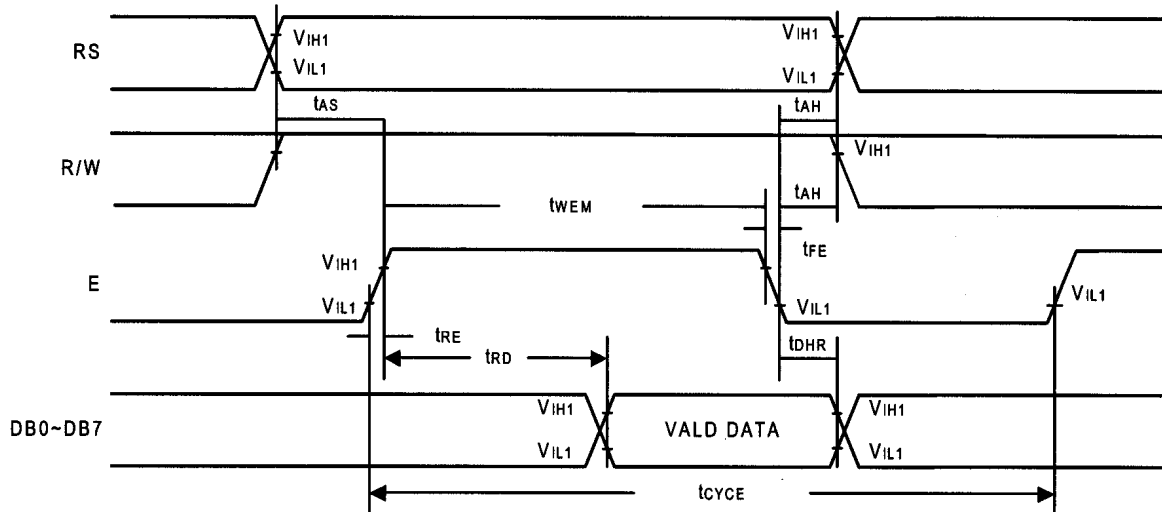 RS
VIH1
VIL1
VIH1
VIL1
tAS
tAH
R/W
VIH1
tWEM
tAH
tFE
E
VIH1
VIL1
VIL1
VIL1
tRE
tRD
tDHR
DB0~DB7
VIH1
VIL1
VALD DATA
VIH1
VIL1
tCYCE